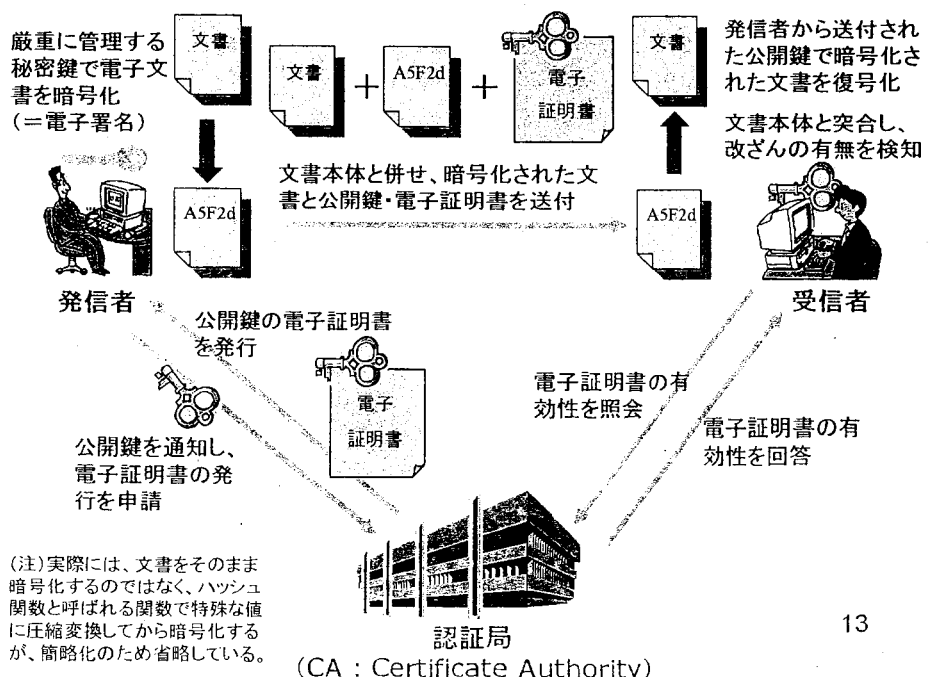 厳重に管理する
秘密鍵で電子文
書を暗号化
(=電子署名)
文書
文書
+
A5F2d
+
電子
証明書
文書
発信者から送付され
た公開鍵で暗号化さ
れた文書を復号化
文書本体と突合し、
改ざんの有無を検知
文書本体と併せ、暗号化された文
書と公開鍵・電子証明書を送付
A5F2d
A5F2d
発信者
受信者
公開鍵の電子証明書
を発行
電子
証明書
公開鍵を通知し、
電子証明書の発
行を申請
電子証明書の有
効性を照会
電子証明書の有
効性を回答
(注)実際には、文書をそのまま
暗号化するのではなく、ハッシュ
関数と呼ばれる関数で特殊な値
に圧縮変換してから暗号化する
が、簡略化のため省略している。
認証局
(CA : Certificate Authority)
13